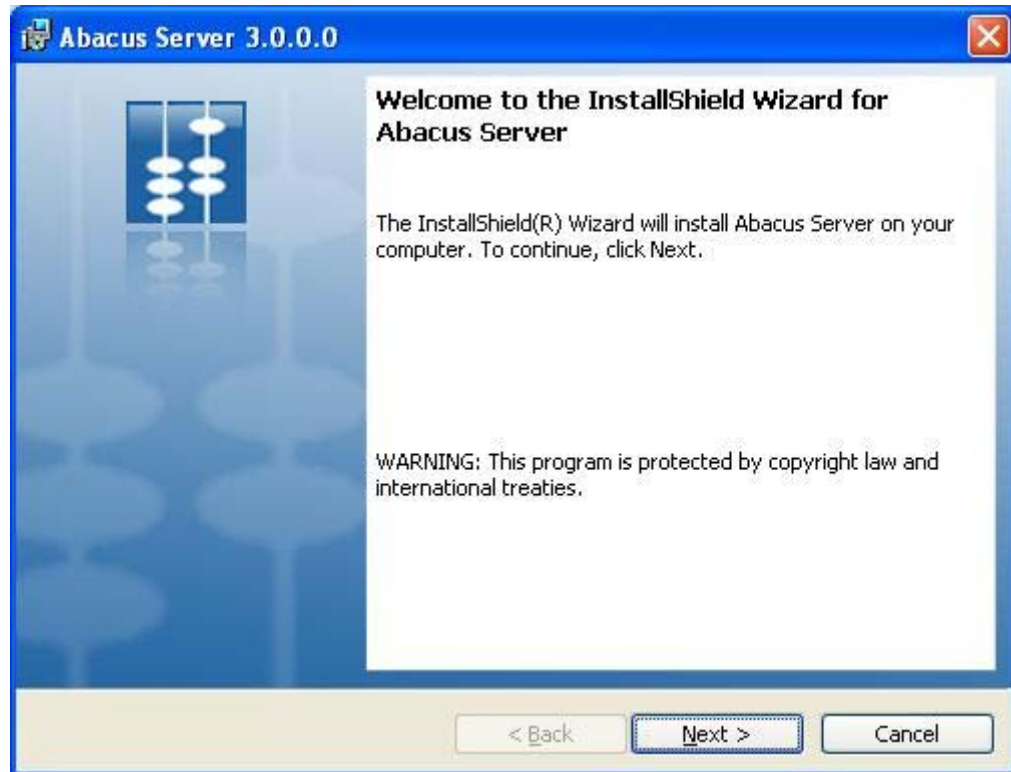 Abacus Server 3.0.0.0
Welcome to the InstallShield Wizard for
Abacus Server
The InstallShield(R) Wizard will install Abacus Server on your
computer. To continue, click Next.
WARNING: This program is protected by copyright law and
international treaties.
< Back
Next >
Cancel